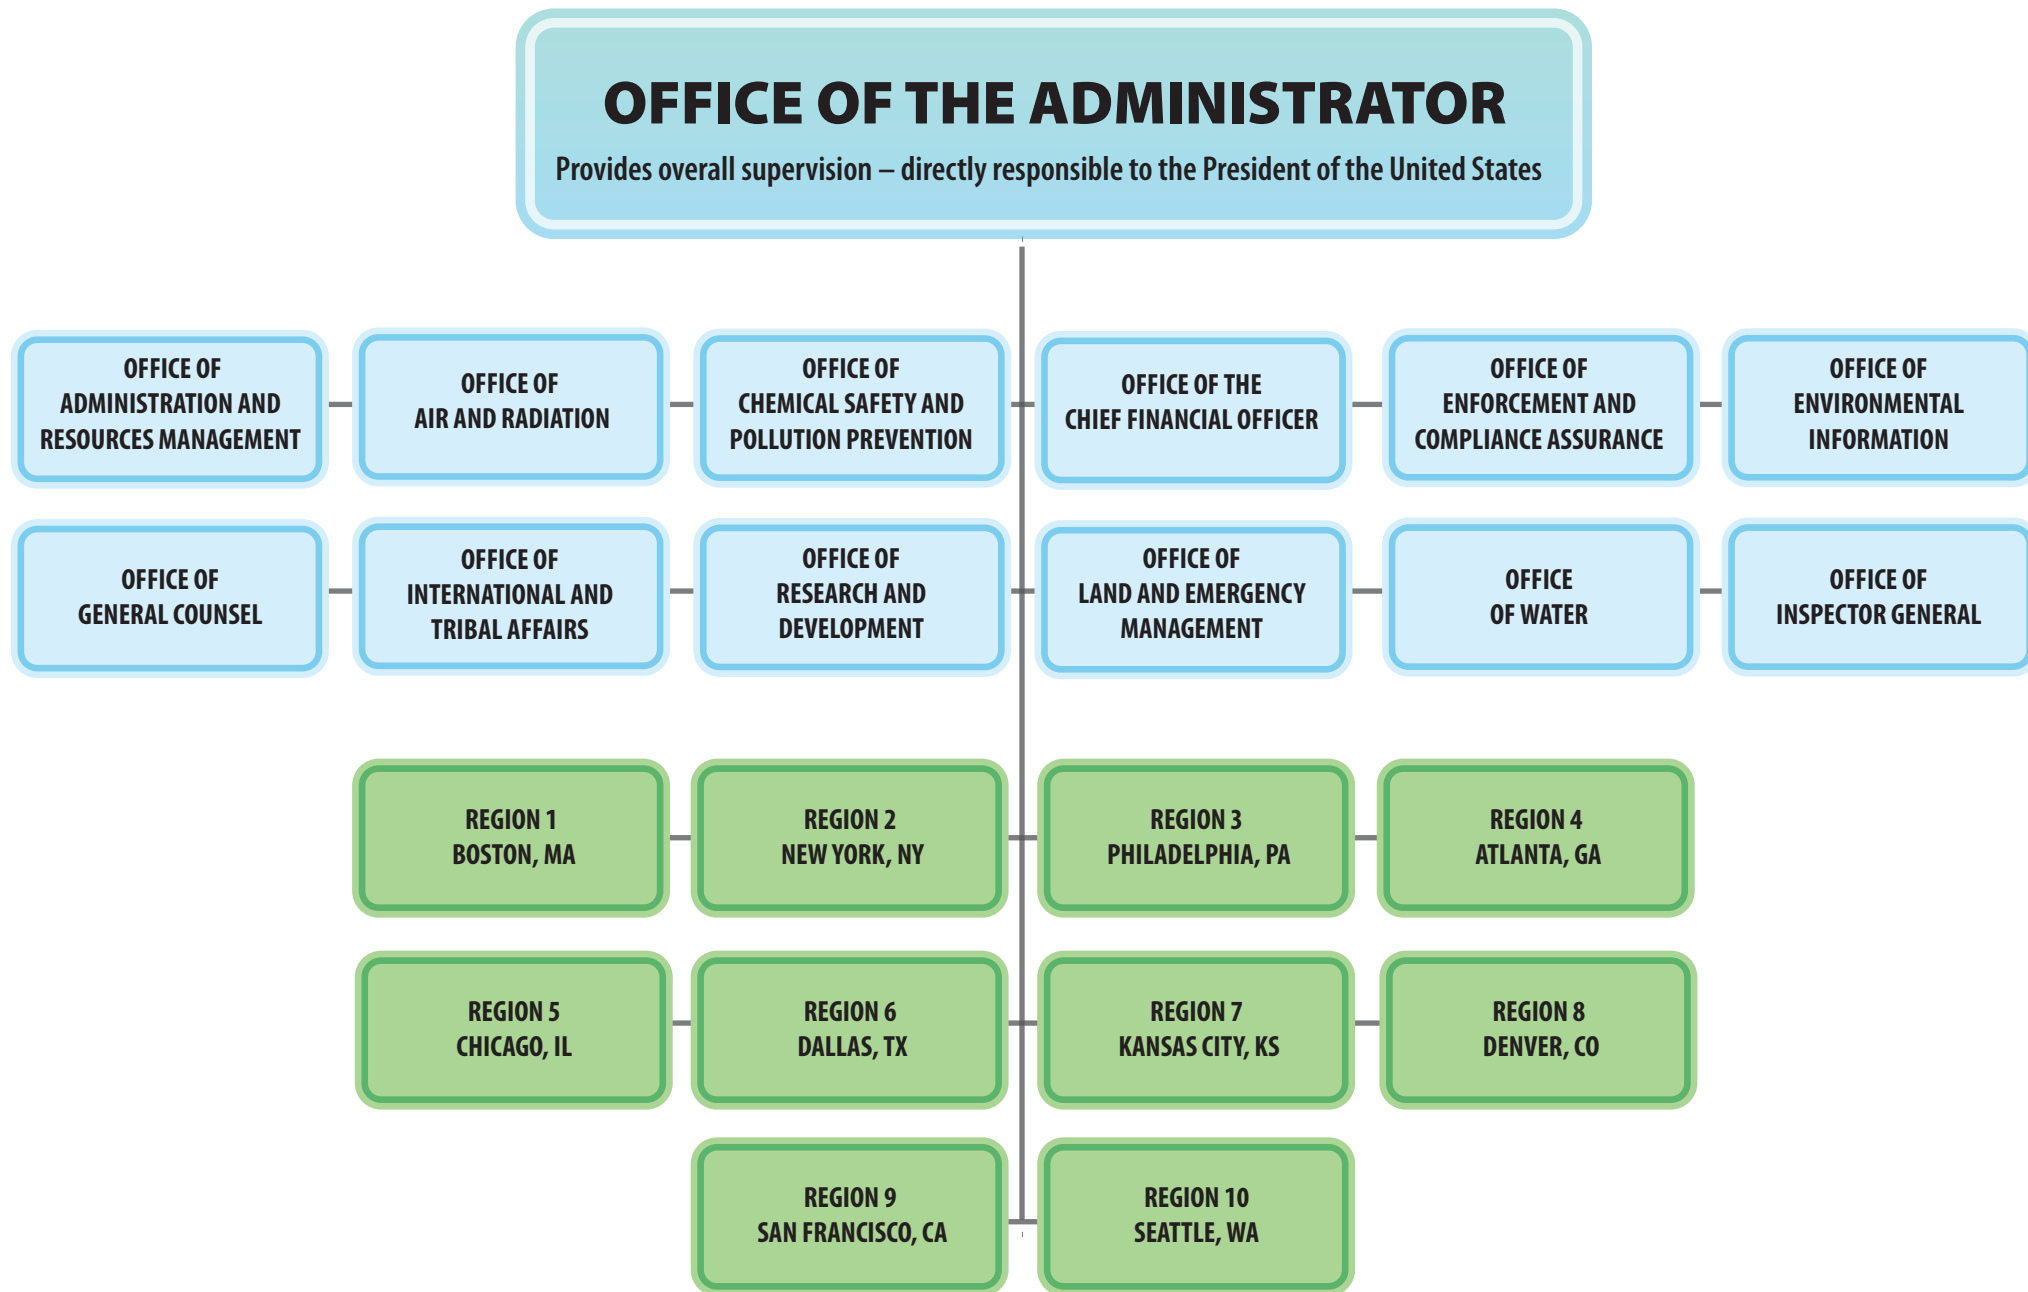 OFFICE OF THE ADMINISTRATOR
Provides overall supervision – directly responsible to the President of the United States
OFFICE OF
ADMINISTRATION AND
RESOURCES MANAGEMENT
OFFICE OF
AIR AND RADIATION
OFFICE OF
CHEMICAL SAFETY AND
POLLUTION PREVENTION
OFFICE OF THE
CHIEF FINANCIAL OFFICER
OFFICE OF
ENFORCEMENT AND
COMPLIANCE ASSURANCE
OFFICE OF
ENVIRONMENTAL
INFORMATION
OFFICE OF
GENERAL COUNSEL
OFFICE OF
INTERNATIONAL AND
TRIBAL AFFAIRS
OFFICE OF
RESEARCH AND
DEVELOPMENT
OFFICE OF
LAND AND EMERGENCY
MANAGEMENT
OFFICE
OF WATER
OFFICE OF
INSPECTOR GENERAL
REGION 1
BOSTON, MA
REGION 2
NEW YORK, NY
REGION 3
PHILADELPHIA, PA
REGION 4
ATLANTA, GA
REGION 5
CHICAGO, IL
REGION 6
DALLAS, TX
REGION 7
KANSAS CITY, KS
REGION 8
DENVER, CO
REGION 9
SAN FRANCISCO, CA
REGION 10
SEATTLE, WA